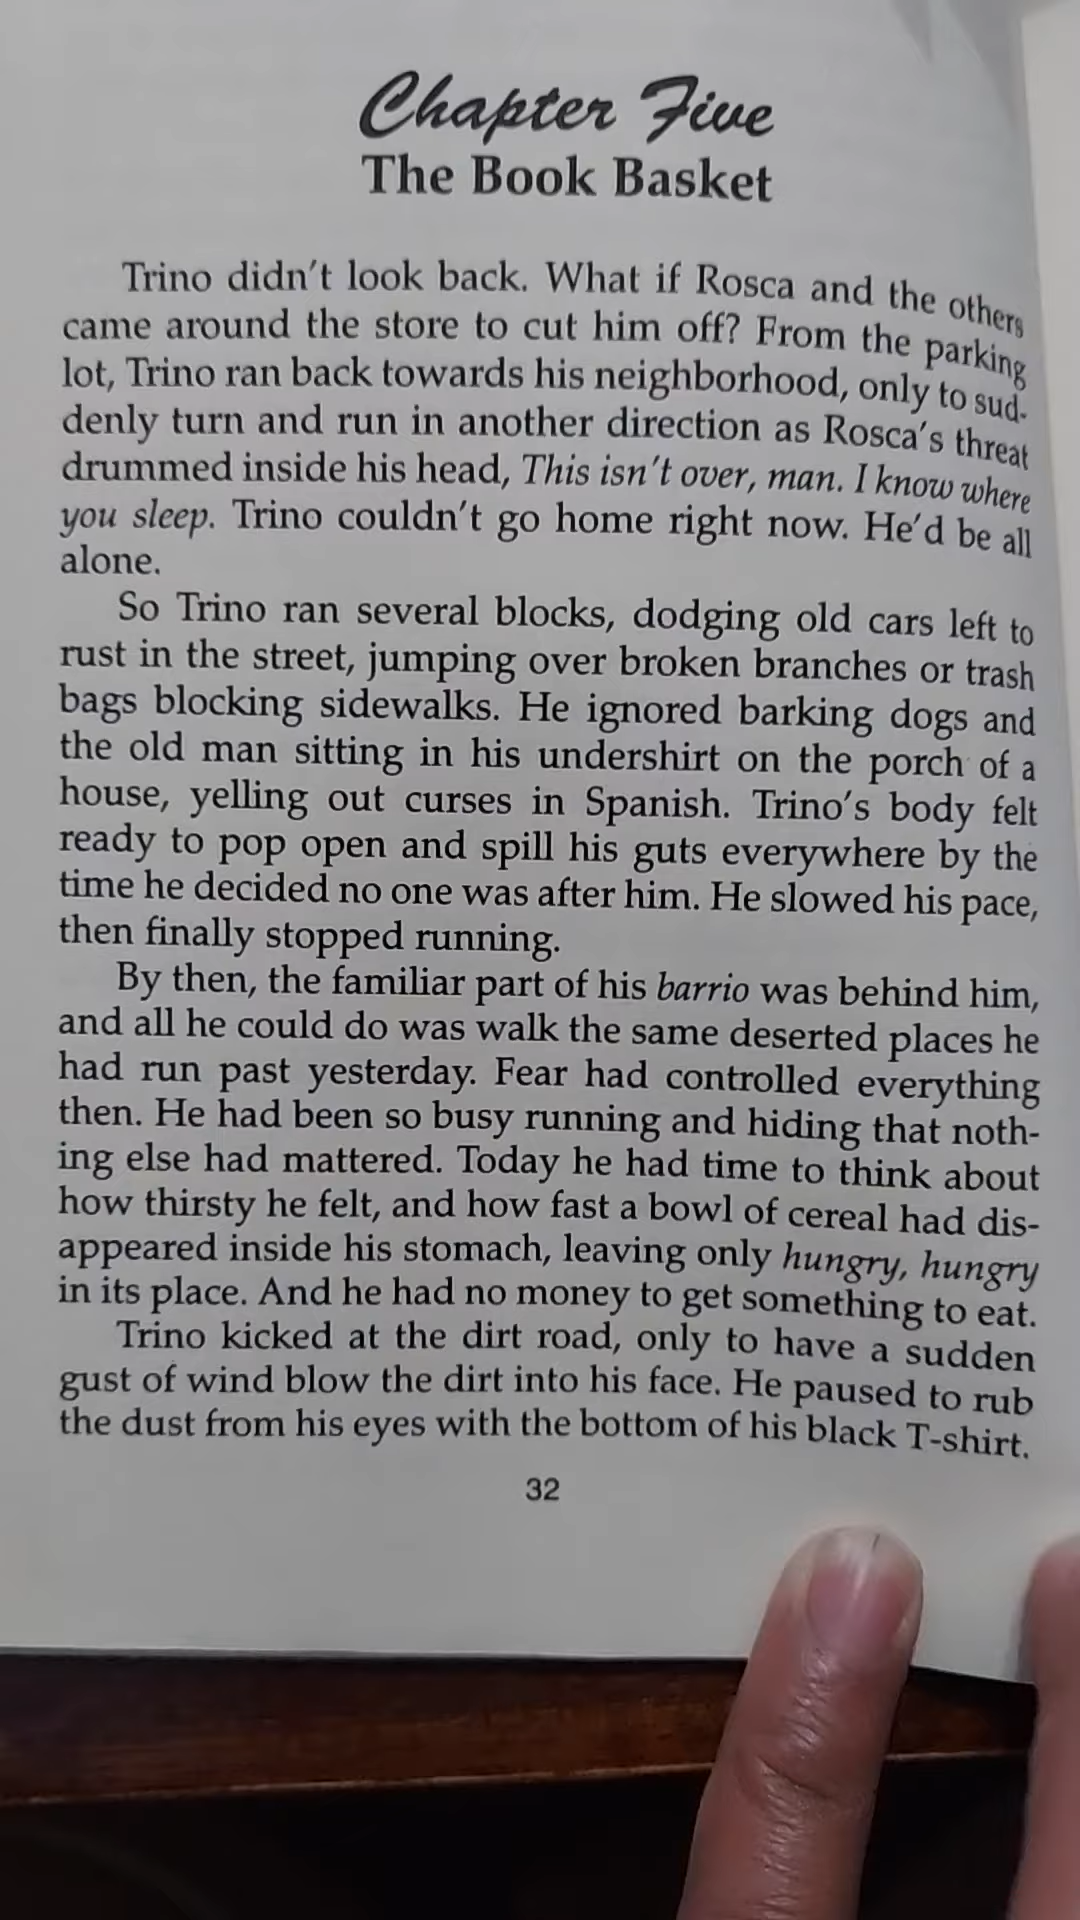 Chapter Five
The Book Basket
Trino didn't look back. What if Rosca and the others
came around the store to cut him off? From the parking
lot, Trino ran back towards his neighborhood, only to sud-
denly turn and run in another direction as Rosca's threat
drummed inside his head, This isn't over, man. I know where
you sleep. Trino couldn't go home right now. He'd be all
alone.
So Trino ran several blocks, dodging old cars left to
rust in the street, jumping over broken branches or trash
bags blocking sidewalks. He ignored barking dogs and
the old man sitting in his undershirt on the porch of a
house, yelling out curses in Spanish. Trino's body felt
ready to pop open and spill his guts everywhere by the
time he decided no one was after him. He slowed his pace,
then finally stopped running.
By then, the familiar part of his barrio was behind him,
and all he could do was walk the same deserted places he
had run past yesterday. Fear had controlled everything
then. He had been so busy running and hiding that noth-
ing else had mattered. Today he had time to think about
how thirsty he felt, and how fast a bowl of cereal had dis-
appeared inside his stomach, leaving only hungry, hungry
in its place. And he had no money to get something to eat.
Trino kicked at the dirt road, only to have a sudden
gust of wind blow the dirt into his face. He paused to rub
the dust from his eyes with the bottom of his black T-shirt.
32